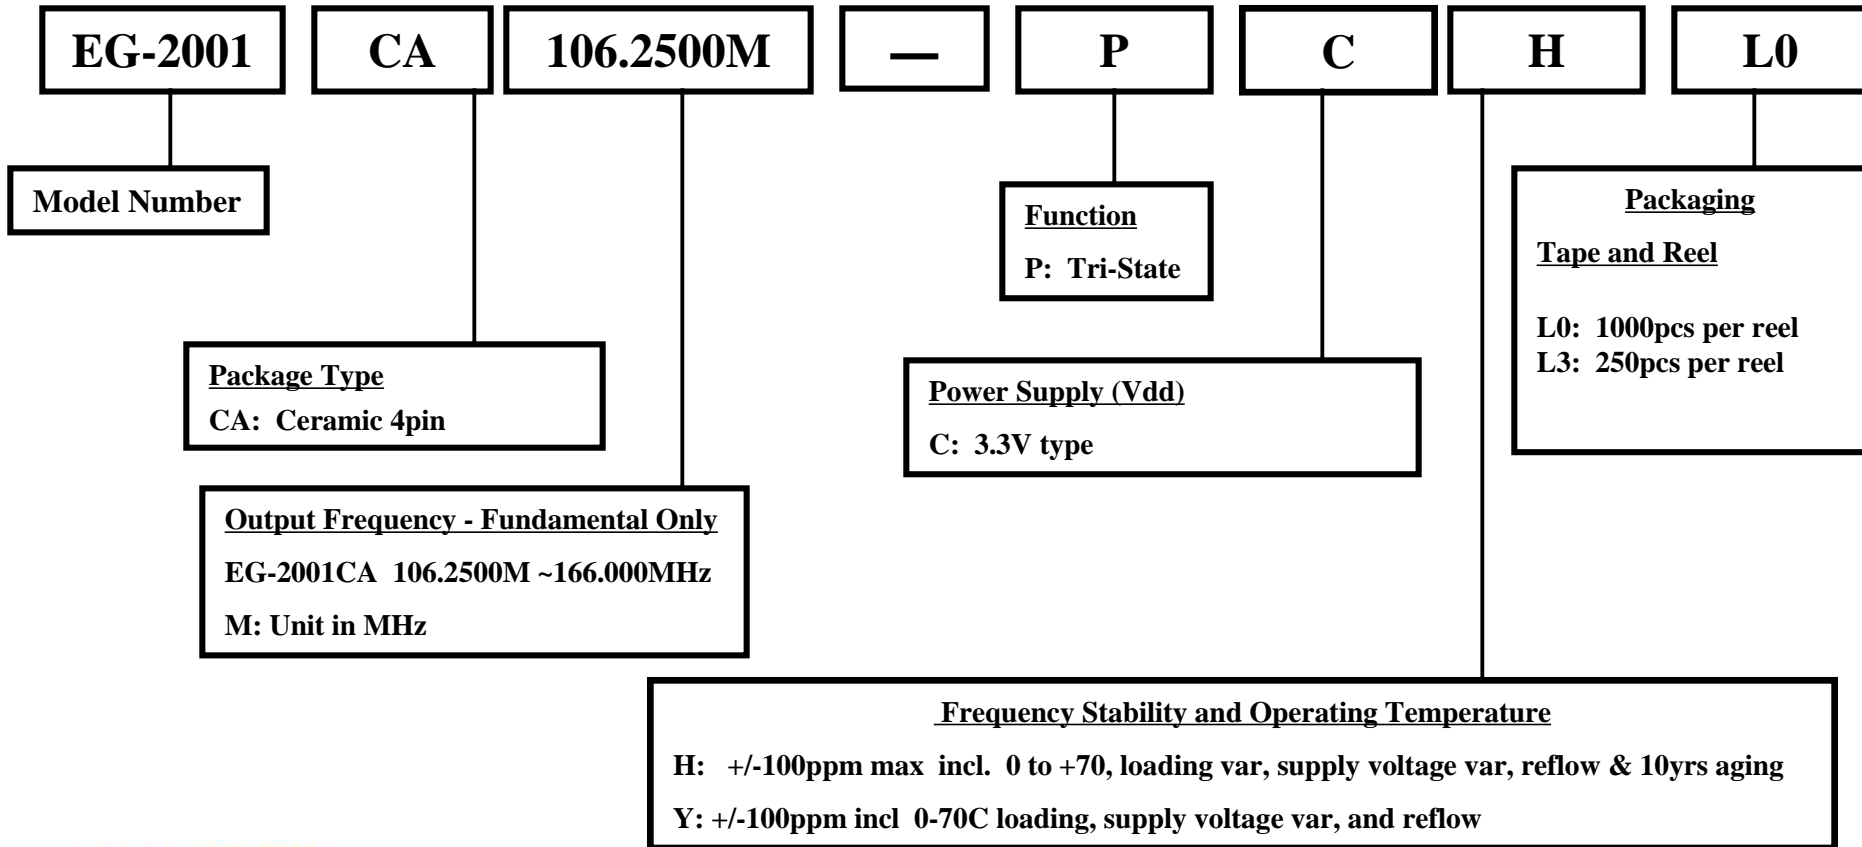 EG-2001 CA 106.2500M — P C H L0
Model Number
Function
P: Tri-State
Packaging
Tape and Reel
L0: 1000pcs per reel
L3: 250pcs per reel
Package Type
CA: Ceramic 4pin
Power Supply (Vdd)
C: 3.3V type
Output Frequency - Fundamental Only
EG-2001CA 106.2500M ~166.000MHz
M: Unit in MHz
Frequency Stability and Operating Temperature
H: +/-100ppm max incl. 0 to +70, loading var, supply voltage var, reflow & 10yrs aging
Y: +/-100ppm incl 0-70C loading, supply voltage var, and reflow